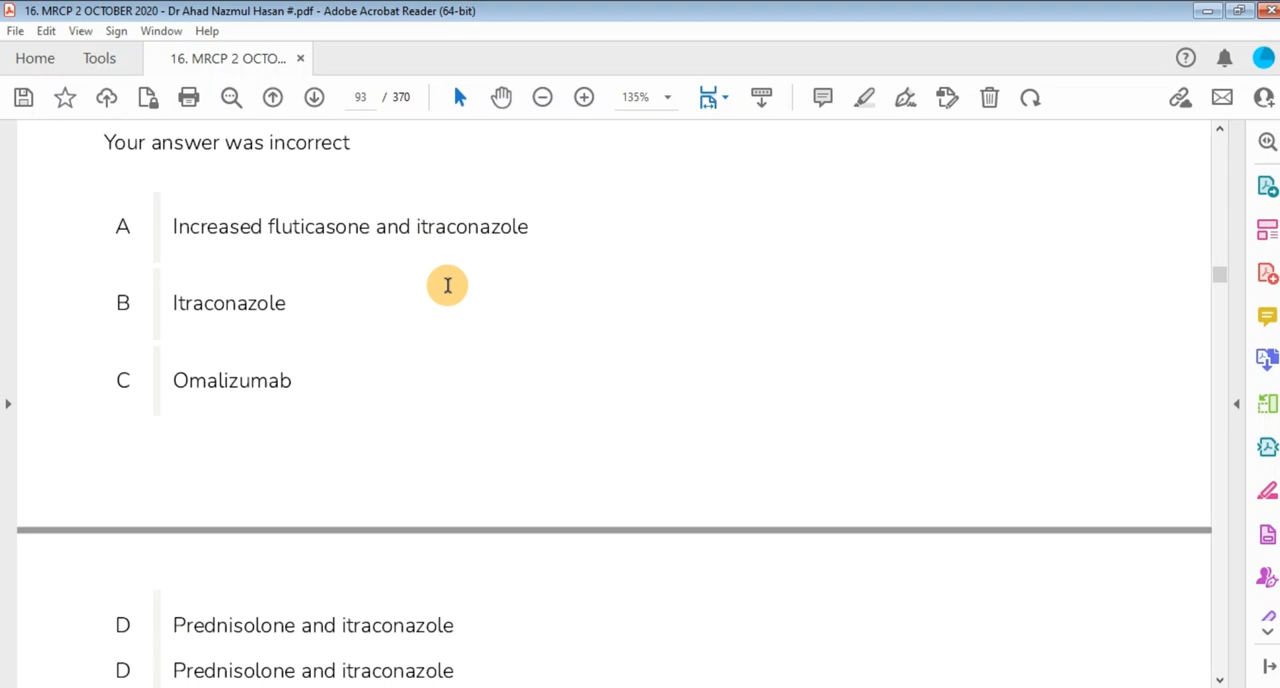 16. MRCP 2 OCTOBER 2020 - Dr Ahad Nazmul Hasan #.pdf - Adobe Acrobat Reader (64-bit)
File Edit View Sign Window Help
Home Tools 16. MRCP 2 OCTO... ×
93 / 370 135%
Your answer was incorrect
A Increased fluticasone and itraconazole
B Itraconazole
C Omalizumab
D Prednisolone and itraconazole
D Prednisolone and itraconazole